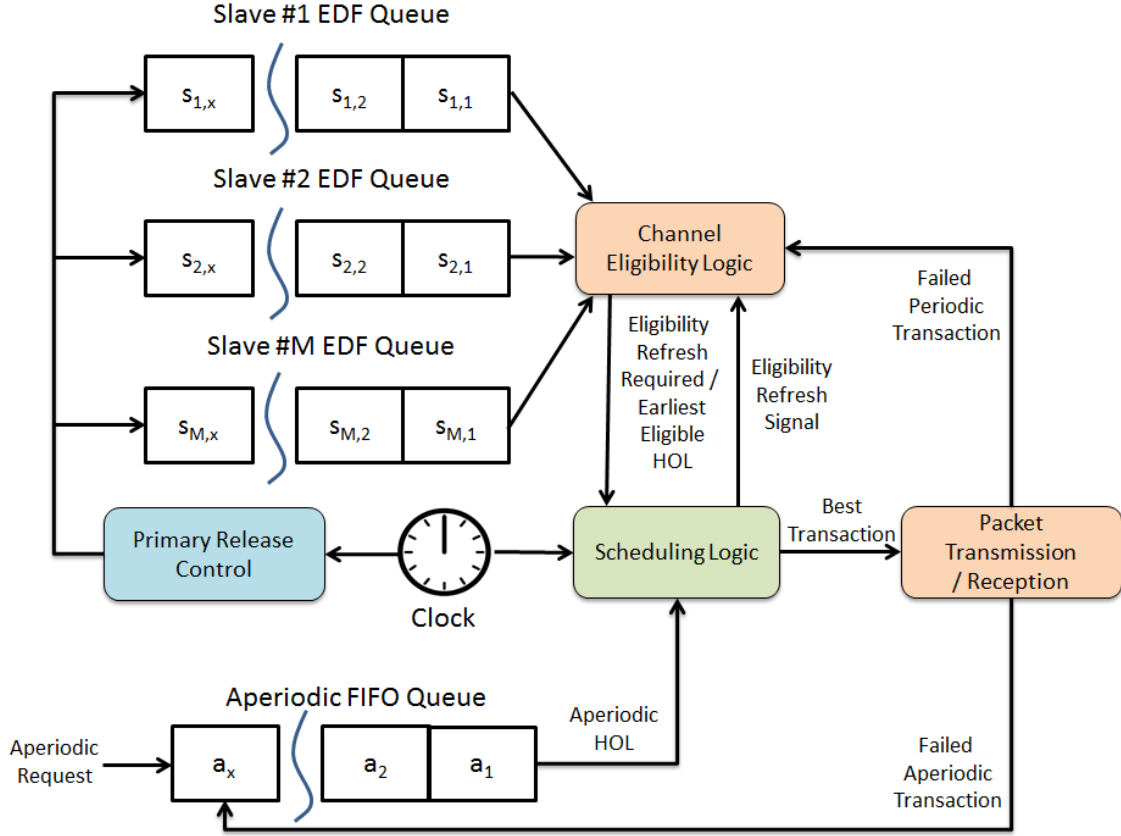 Slave #1 EDF Queue
s1,x s1,2 s1,1
Slave #2 EDF Queue
s2,x s2,2 s2,1
Channel
Eligibility Logic
Failed
Periodic
Transaction
Slave #M EDF Queue
sM,x sM,2 sM,1
Eligibility
Refresh
Required /
Earliest
Eligible
HOL
Eligibility
Refresh
Signal
Primary Release
Control
Clock
Scheduling Logic
Best
Transaction
Packet
Transmission
/ Reception
Aperiodic FIFO Queue
Aperiodic
Request
ax a2 a1
Aperiodic
HOL
Failed
Aperiodic
Transaction